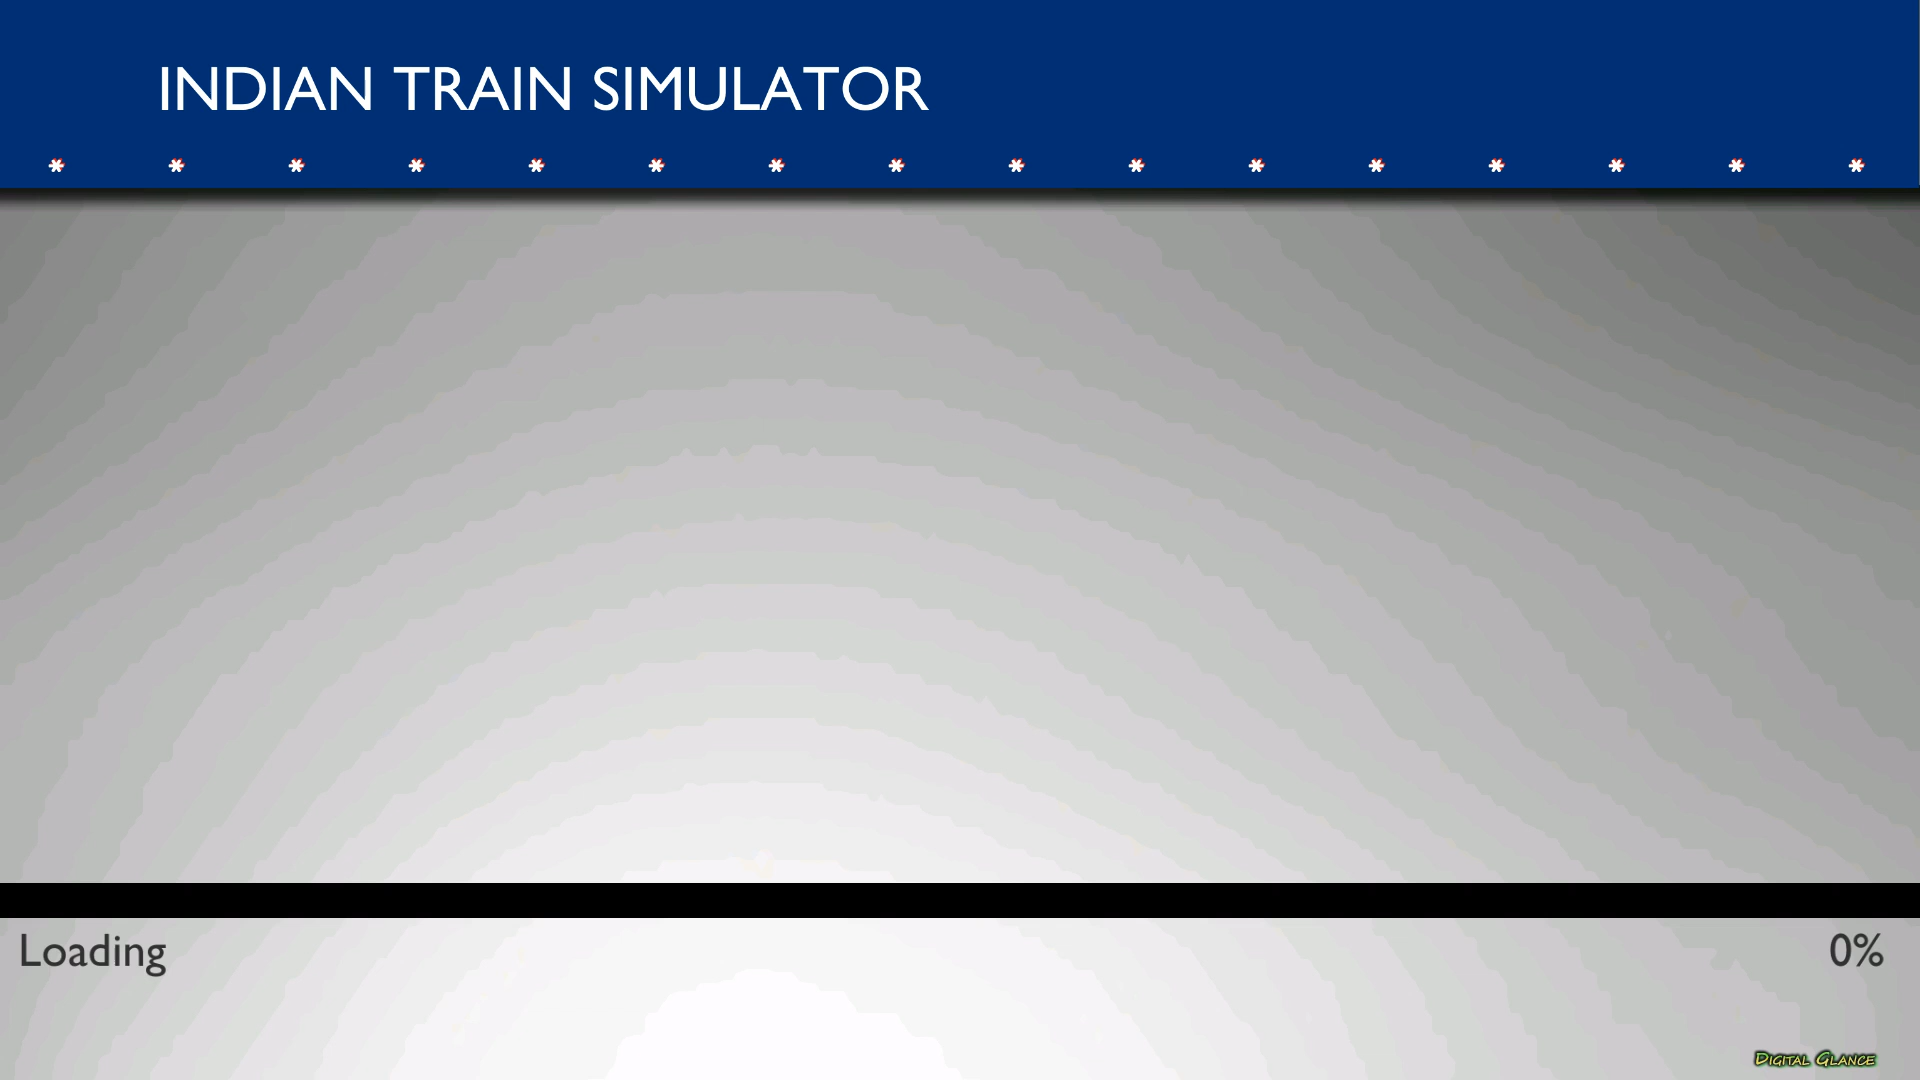 INDIAN TRAIN SIMULATOR
* * * * * * * * * * * * * * * *
Loading 0%
DIGITAL GLANCE